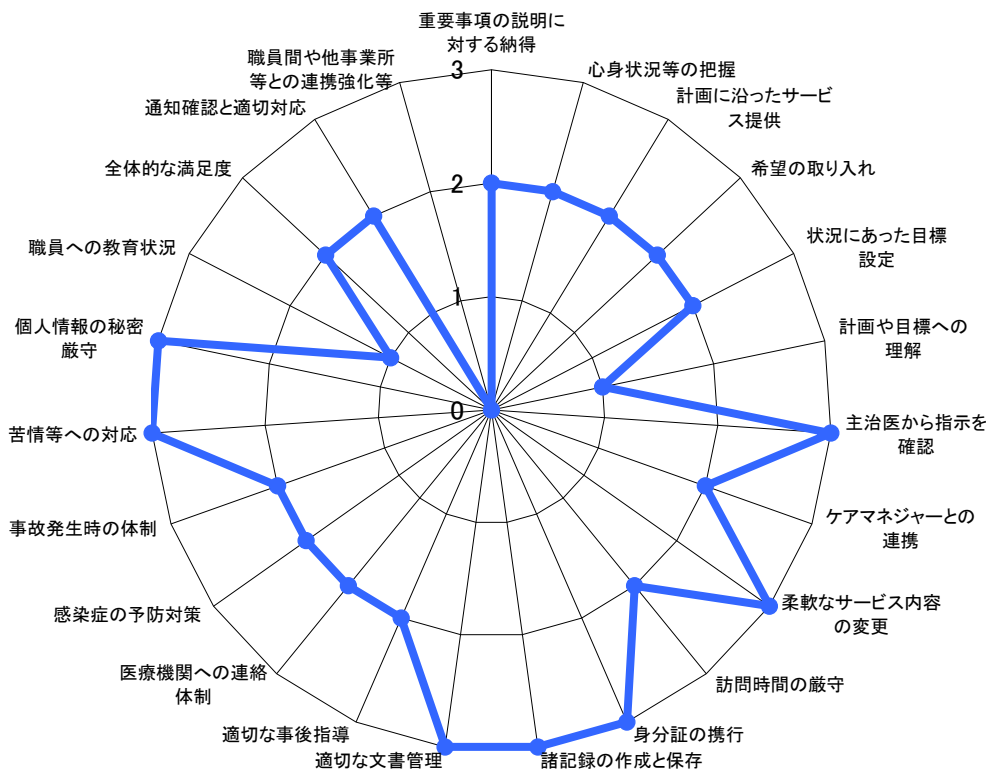 重要事項の説明に
対する納得
心身状況等の把握
計画に沿ったサービ
ス提供
希望の取り入れ
状況にあった目標
設定
計画や目標への
理解
主治医から指示を
確認
ケアマネジャーとの
連携
柔軟なサービス内容
の変更
訪問時間の厳守
身分証の携行
諸記録の作成と保存
適切な文書管理
適切な事後指導
医療機関への連絡
体制
感染症の予防対策
事故発生時の体制
苦情等への対応
個人情報の秘密
厳守
職員への教育状況
全体的な満足度
通知確認と適切対応
職員間や他事業所
等との連携強化等
3
2
1
0